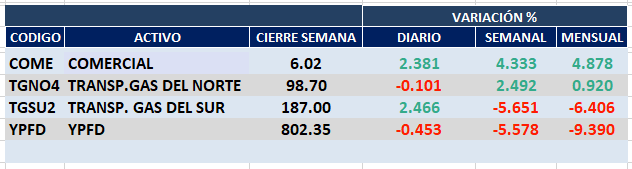 VARIACIÓN %
CODIGO ACTIVO CIERRE SEMANA DIARIO SEMANAL MENSUAL
COME COMERCIAL 6.02 2.381 4.333 4.878
TGNO4 TRANSP.GAS DEL NORTE 98.70 -0.101 2.492 0.920
TGSU2 TRANSP. GAS DEL SUR 187.00 2.466 -5.651 -6.406
YPFD YPFD 802.35 -0.453 -5.578 -9.390